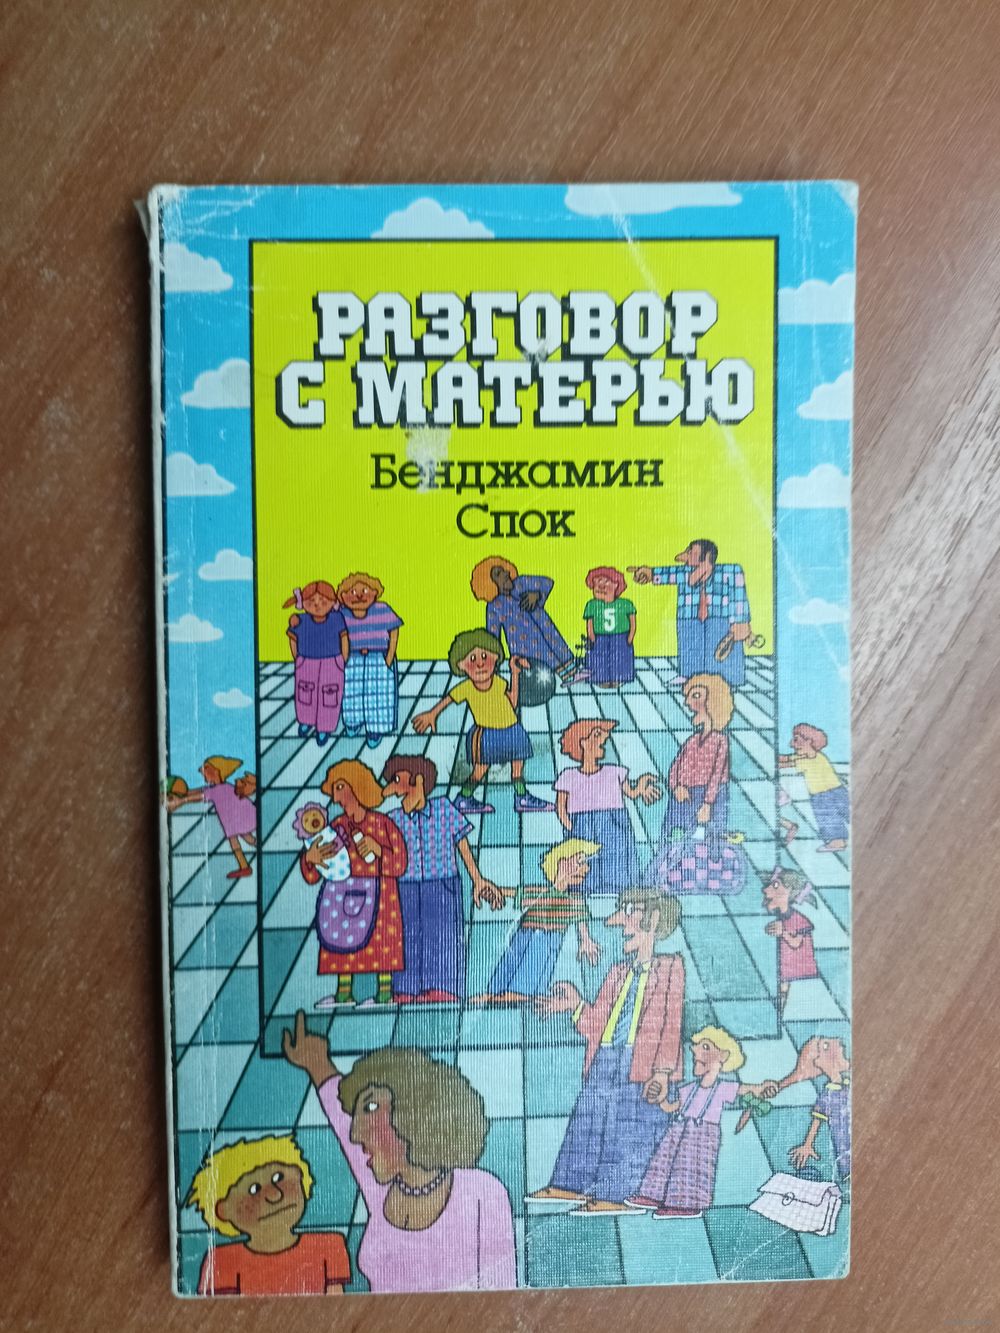 РАЗГОВОР
С МАТЕРЬЮ
Бенджамин
Спок
5